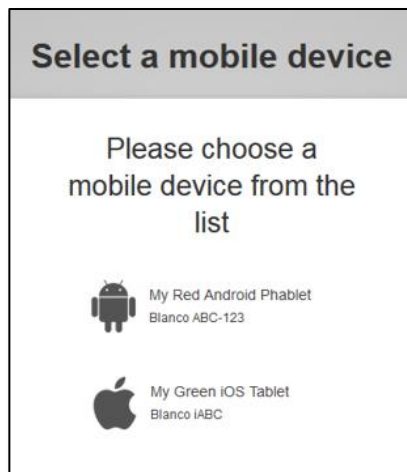 Select a mobile device
Please choose a
mobile device from the
list
My Red Android Phablet
Blanco ABC-123
My Green iOS Tablet
Blanco iABC